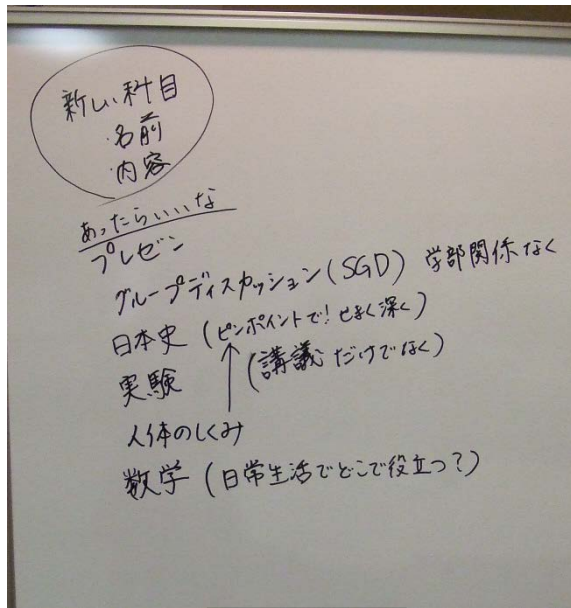 新しい科目
・名前
・内容
あったらいいな
プレゼン
グループディスカッション(SGD) 学部関係なく
日本史 (ピンポイントで! せまく深く)
実験 (講義だけでなく)
人体のしくみ
数学 (日常生活でどこで役立つ?)